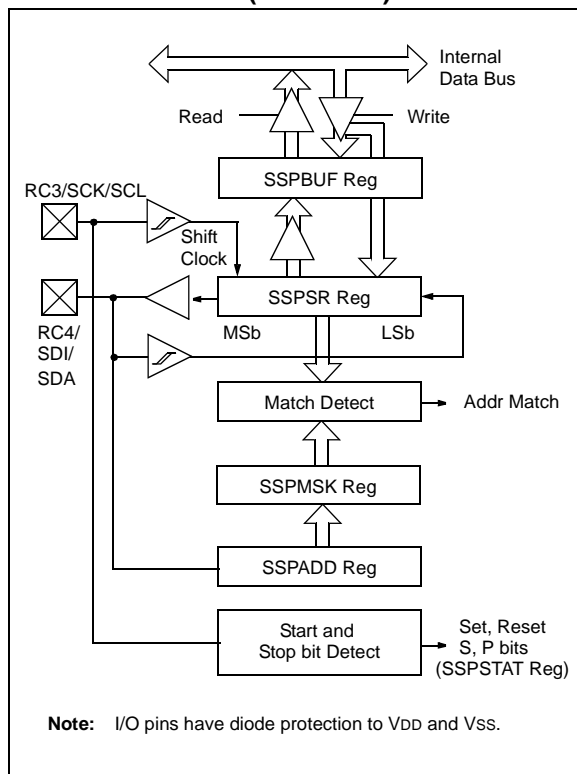 Internal
Data Bus
Read
Write
SSPBUF Reg
RC3/SCK/SCL
Shift
Clock
SSPSR Reg
MSb
LSb
RC4/
SDI/
SDA
Match Detect
Addr Match
SSPMSK Reg
SSPADD Reg
Start and
Stop bit Detect
Set, Reset
S, P bits
(SSPSTAT Reg)
Note: I/O pins have diode protection to VDD and VSS.